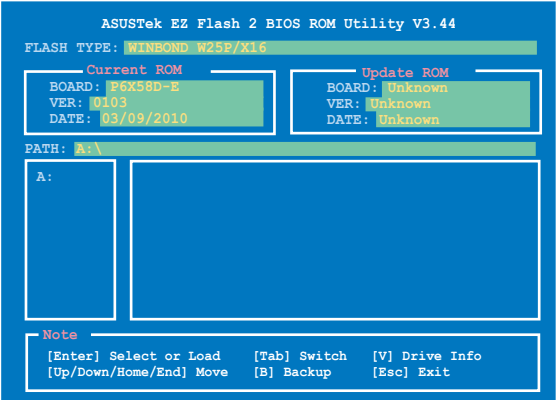 ASUSTek EZ Flash 2 BIOS ROM Utility V3.44
FLASH TYPE: WINBOND W25P/X16
Current ROM
BOARD: P6X58D-E
VER: 0103
DATE: 03/09/2010
Update ROM
BOARD: Unknown
VER: Unknown
DATE: Unknown
PATH: A:\
A:
Note
[Enter] Select or Load [Tab] Switch [V] Drive Info
[Up/Down/Home/End] Move [B] Backup [Esc] Exit